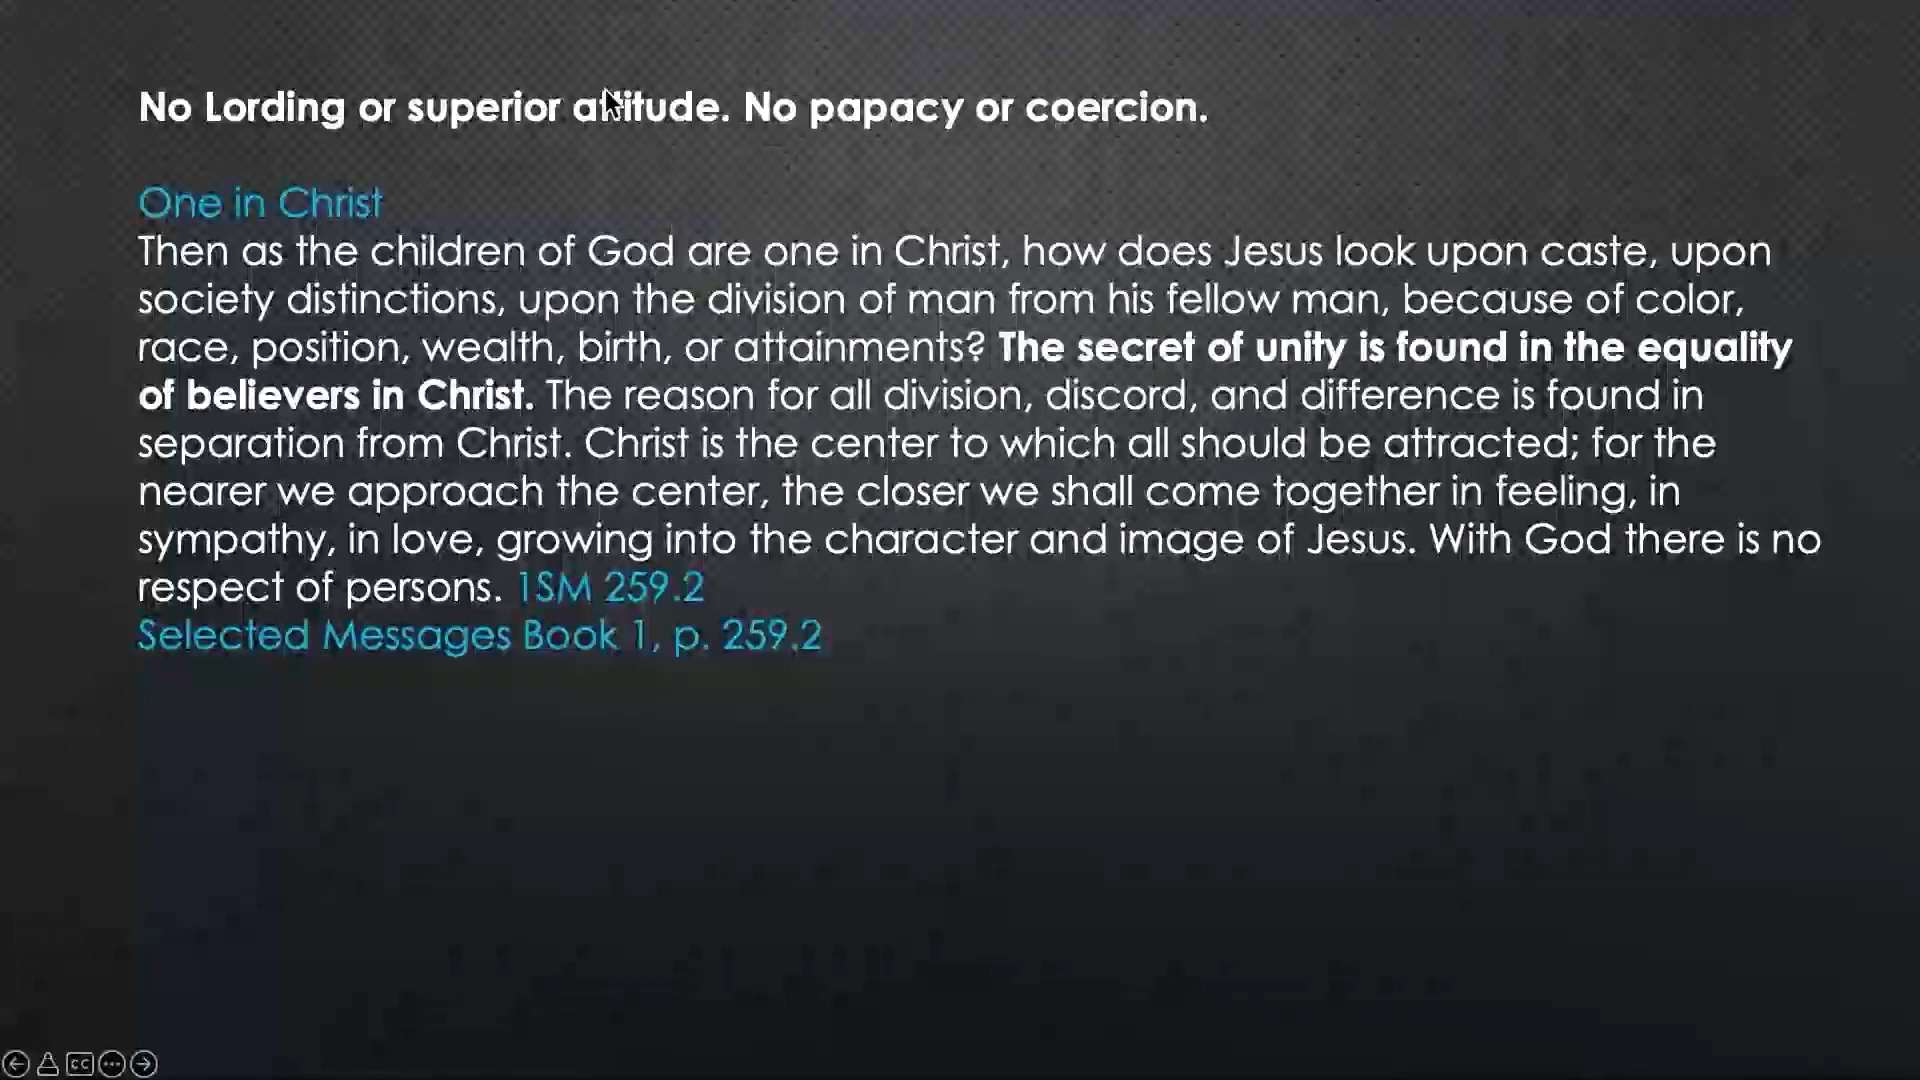 No Lording or superior attitude. No papacy or coercion.
One in Christ
Then as the children of God are one in Christ, how does Jesus look upon caste, upon
society distinctions, upon the division of man from his fellow man, because of color,
race, position, wealth, birth, or attainments? The secret of unity is found in the equality
of believers in Christ. The reason for all division, discord, and difference is found in
separation from Christ. Christ is the center to which all should be attracted; for the
nearer we approach the center, the closer we shall come together in feeling, in
sympathy, in love, growing into the character and image of Jesus. With God there is no
respect of persons. 1SM 259.2
Selected Messages Book 1, p. 259.2
CC